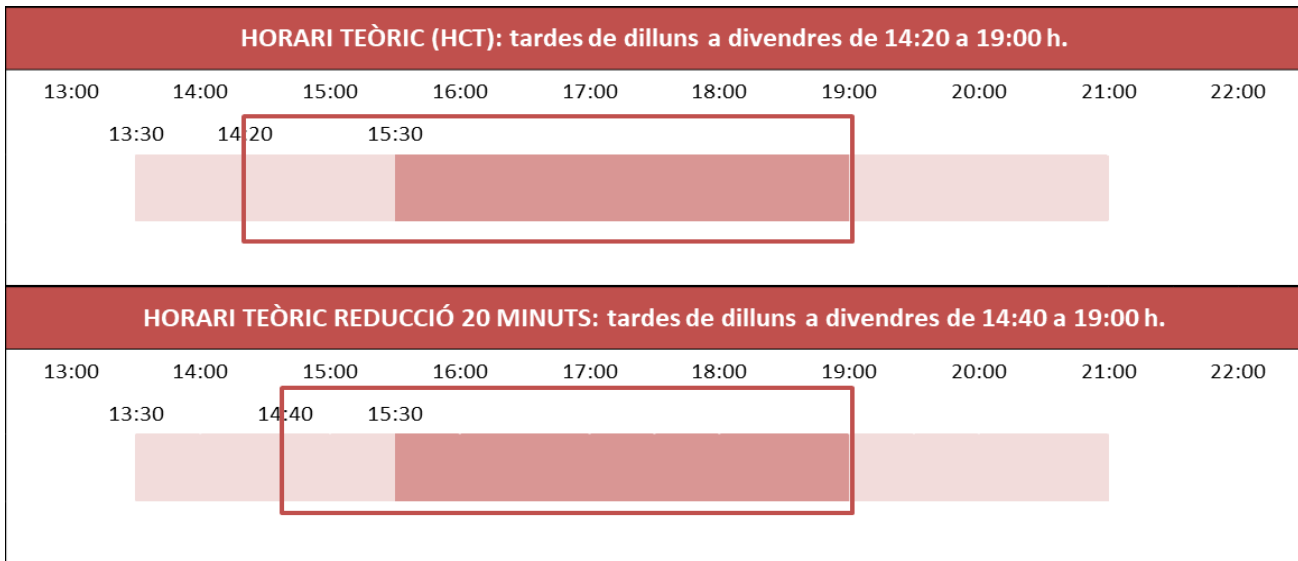 HORARI TEÒRIC (HCT): tardes de dilluns a divendres de 14:20 a 19:00 h.
13:00 14:00 15:00 16:00 17:00 18:00 19:00 20:00 21:00 22:00
13:30 14:20 15:30
HORARI TEÒRIC REDUCCIÓ 20 MINUTS: tardes de dilluns a divendres de 14:40 a 19:00 h.
13:00 14:00 15:00 16:00 17:00 18:00 19:00 20:00 21:00 22:00
13:30 14:40 15:30